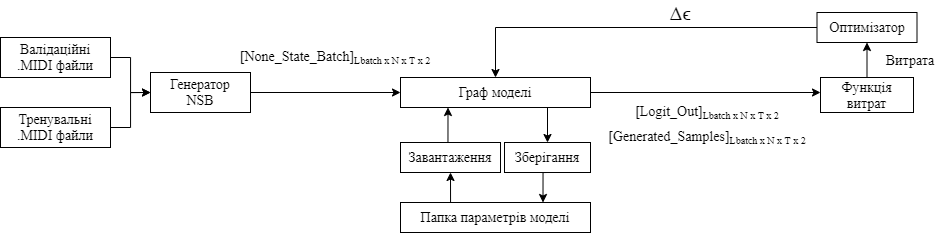 Валідаційні
.MIDI файли
Тренувальні
.MIDI файли
Генератор
NSB
[None_State_Batch]Lbatch x N x T x 2
Граф моделі
Δϵ
Оптимізатор
Витрата
Функція
витрат
[Logit_Out]Lbatch x N x T x 2
[Generated_Samples]Lbatch x N x T x 2
Завантаження
Зберігання
Папка параметрів моделі